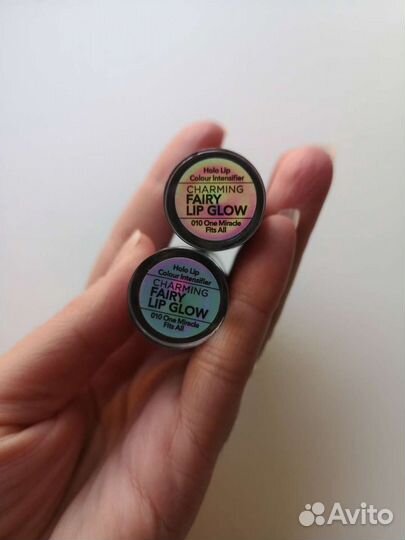 Holo Lip
Colour Intensifier
CHARMING
FAIRY
LIP GLOW
010 One Miracle
Fits All
Holo Lip
Colour Intensifier
CHARMING
FAIRY
LIP GLOW
010 One Miracle
Fits All
Avito